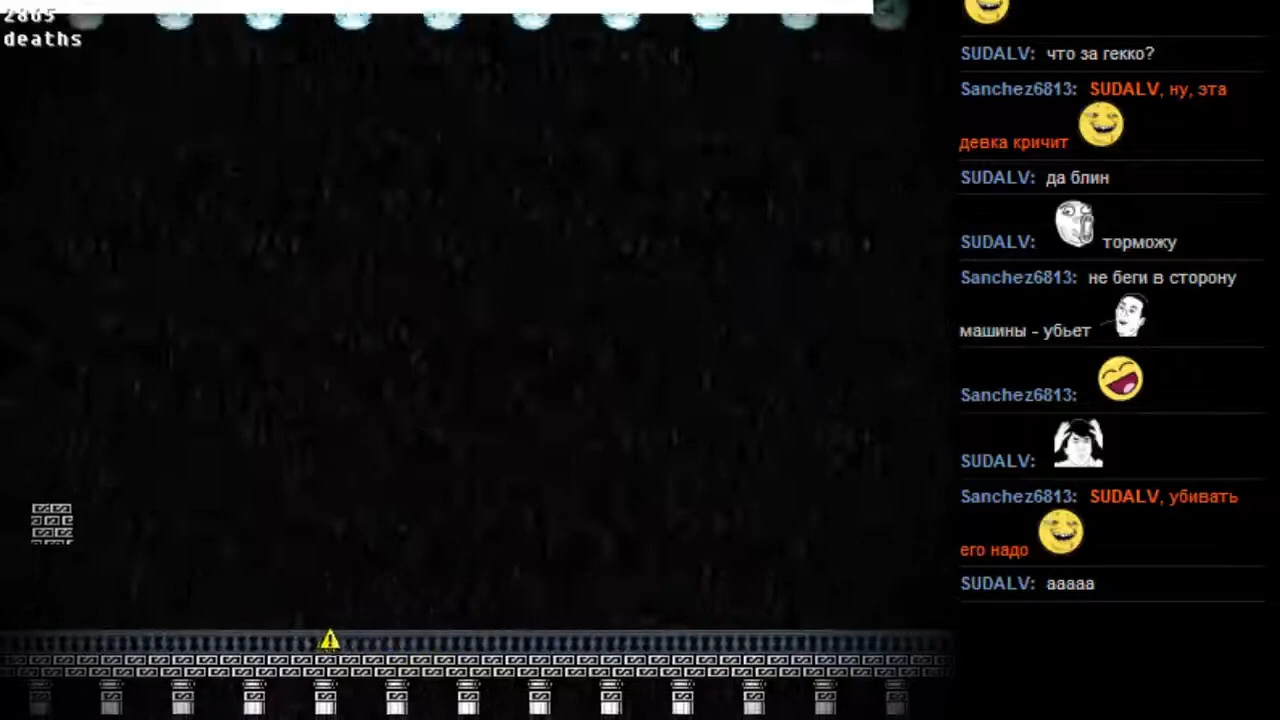 2865
deaths
SUDALV: что за гекко?
Sanchez6813: SUDALV, ну, эта
девка кричит
SUDALV: да блин
SUDALV: торможу
Sanchez6813: не беги в сторону
машины - убьет
Sanchez6813:
SUDALV:
Sanchez6813: SUDALV, убивать
его надо
SUDALV: ааааа